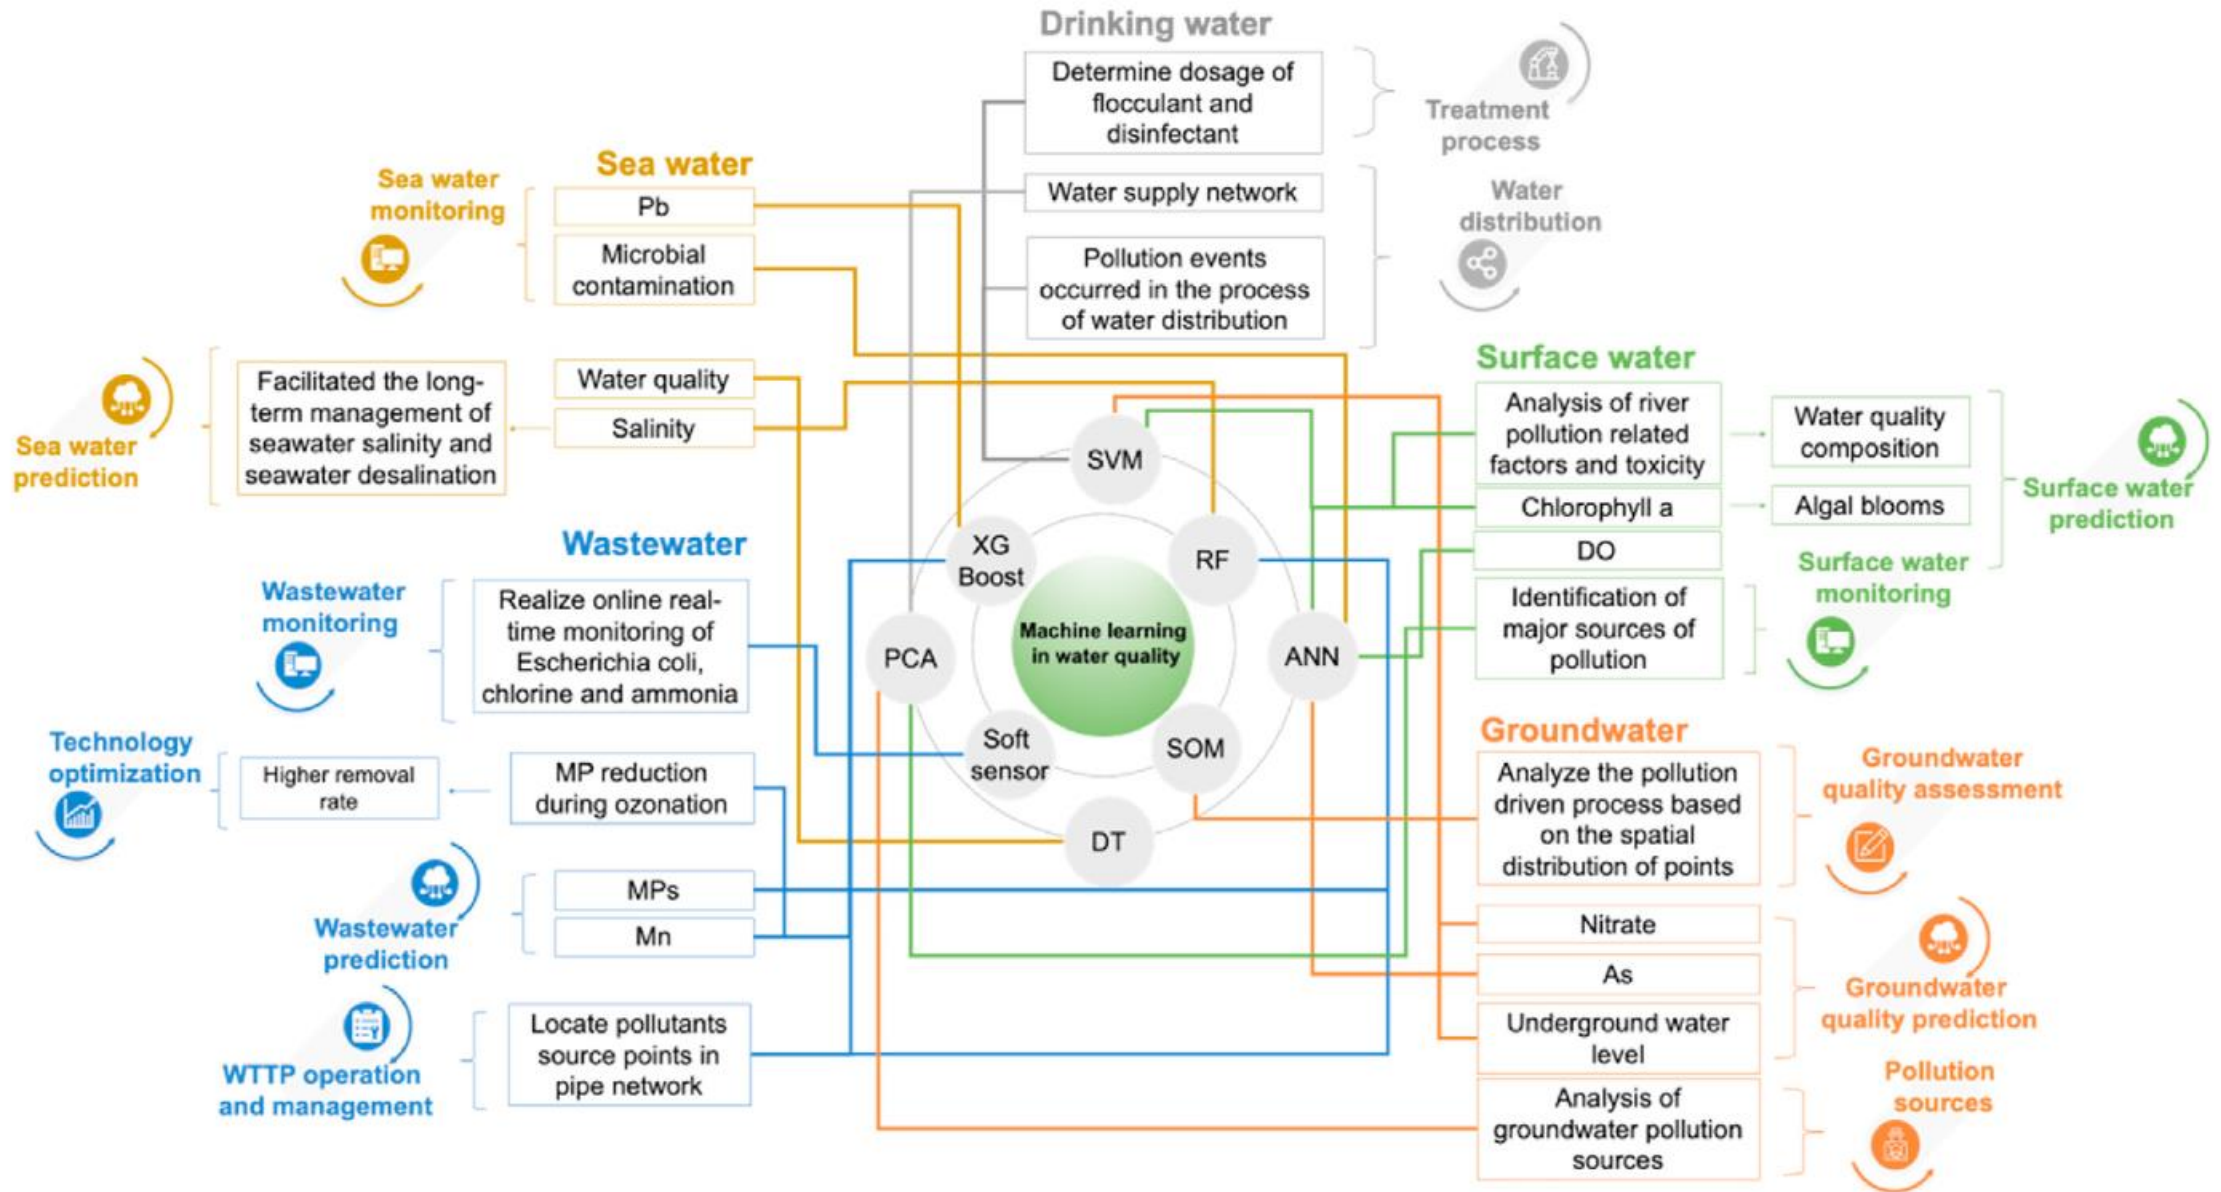 Drinking water
Determine dosage of
flocculant and
disinfectant
Treatment
process
Water supply network
Pollution events
occurred in the process
of water distribution
Water
distribution
Sea water
Sea water
monitoring
Pb
Microbial
contamination
Water quality
Salinity
Facilitated the long-
term management of
seawater salinity and
seawater desalination
Sea water
prediction
Surface water
Analysis of river
pollution related
factors and toxicity
Water quality
composition
Chlorophyll a
Algal blooms
DO
Identification of
major sources of
pollution
Surface water
prediction
Surface water
monitoring
SVM
XG
Boost
RF
PCA
Machine learning
in water quality
ANN
Soft
sensor
SOM
DT
Wastewater
Wastewater
monitoring
Realize online real-
time monitoring of
Escherichia coli,
chlorine and ammonia
Technology
optimization
Higher removal
rate
MP reduction
during ozonation
Wastewater
prediction
MPs
Mn
WTTP operation
and management
Locate pollutants
source points in
pipe network
Groundwater
Analyze the pollution
driven process based
on the spatial
distribution of points
Groundwater
quality assessment
Nitrate
As
Underground water
level
Groundwater
quality prediction
Analysis of
groundwater pollution
sources
Pollution
sources